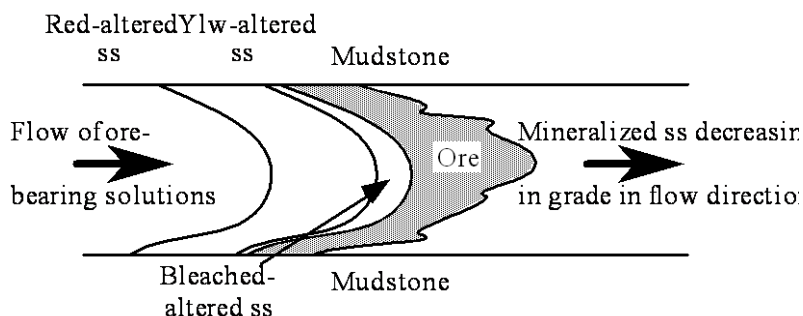 Red-altered Ylw-altered
ss ss
Mudstone
Flow of ore-
bearing solutions
Ore
Mineralized ss decreasin
in grade in flow direction
Bleached-
altered ss
Mudstone